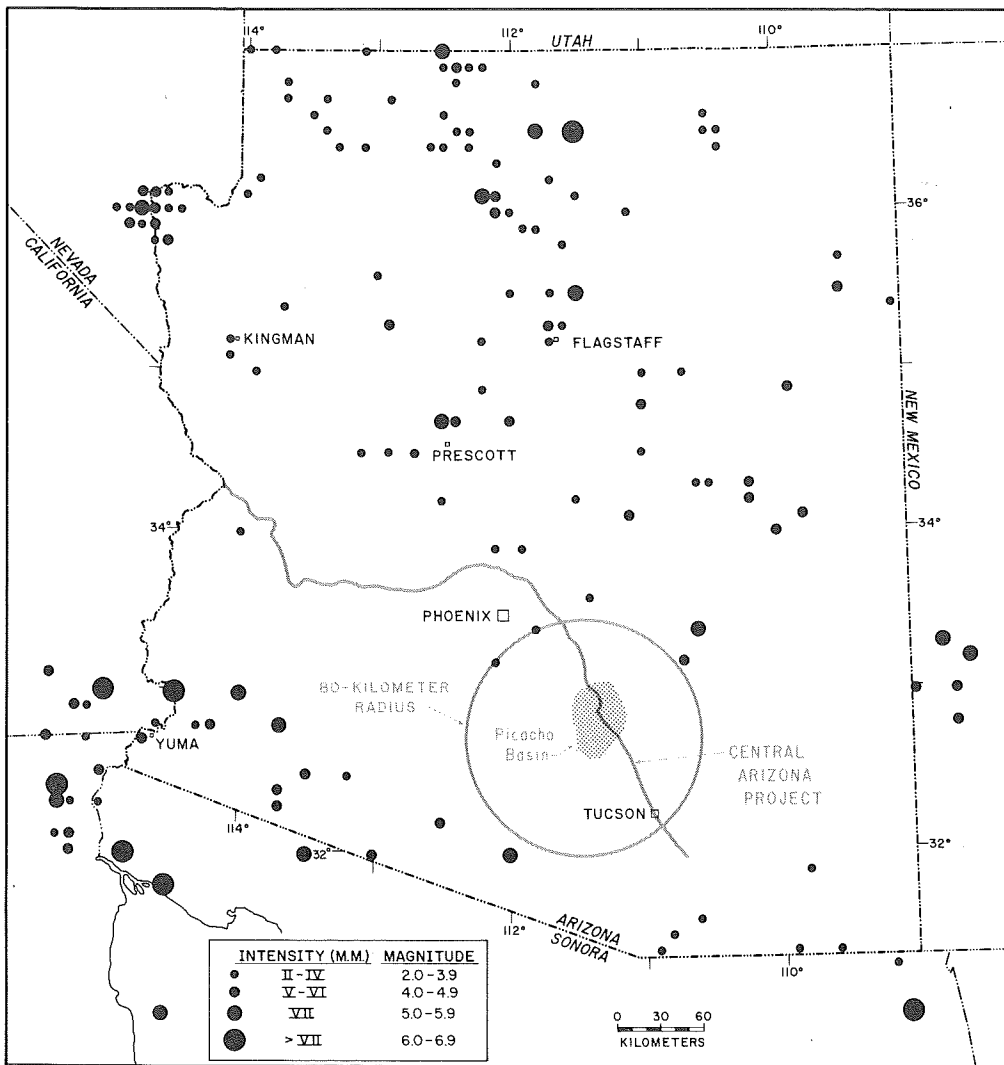 114°
112°
110°
UTAH
36°
NEVADA
CALIFORNIA
KINGMAN
FLAGSTAFF
NEW MEXICO
PRESCOTT
34°
34°
PHOENIX
80-KILOMETER
RADIUS
Picacho
Basin
YUMA
CENTRAL
ARIZONA
PROJECT
TUCSON
114°
32°
32°
112°
ARIZONA
SONORA
110°
INTENSITY (M.M.) MAGNITUDE
II-IV 2.0-3.9
V-VI 4.0-4.9
VII 5.0-5.9
> VII 6.0-6.9
0 30 60
KILOMETERS